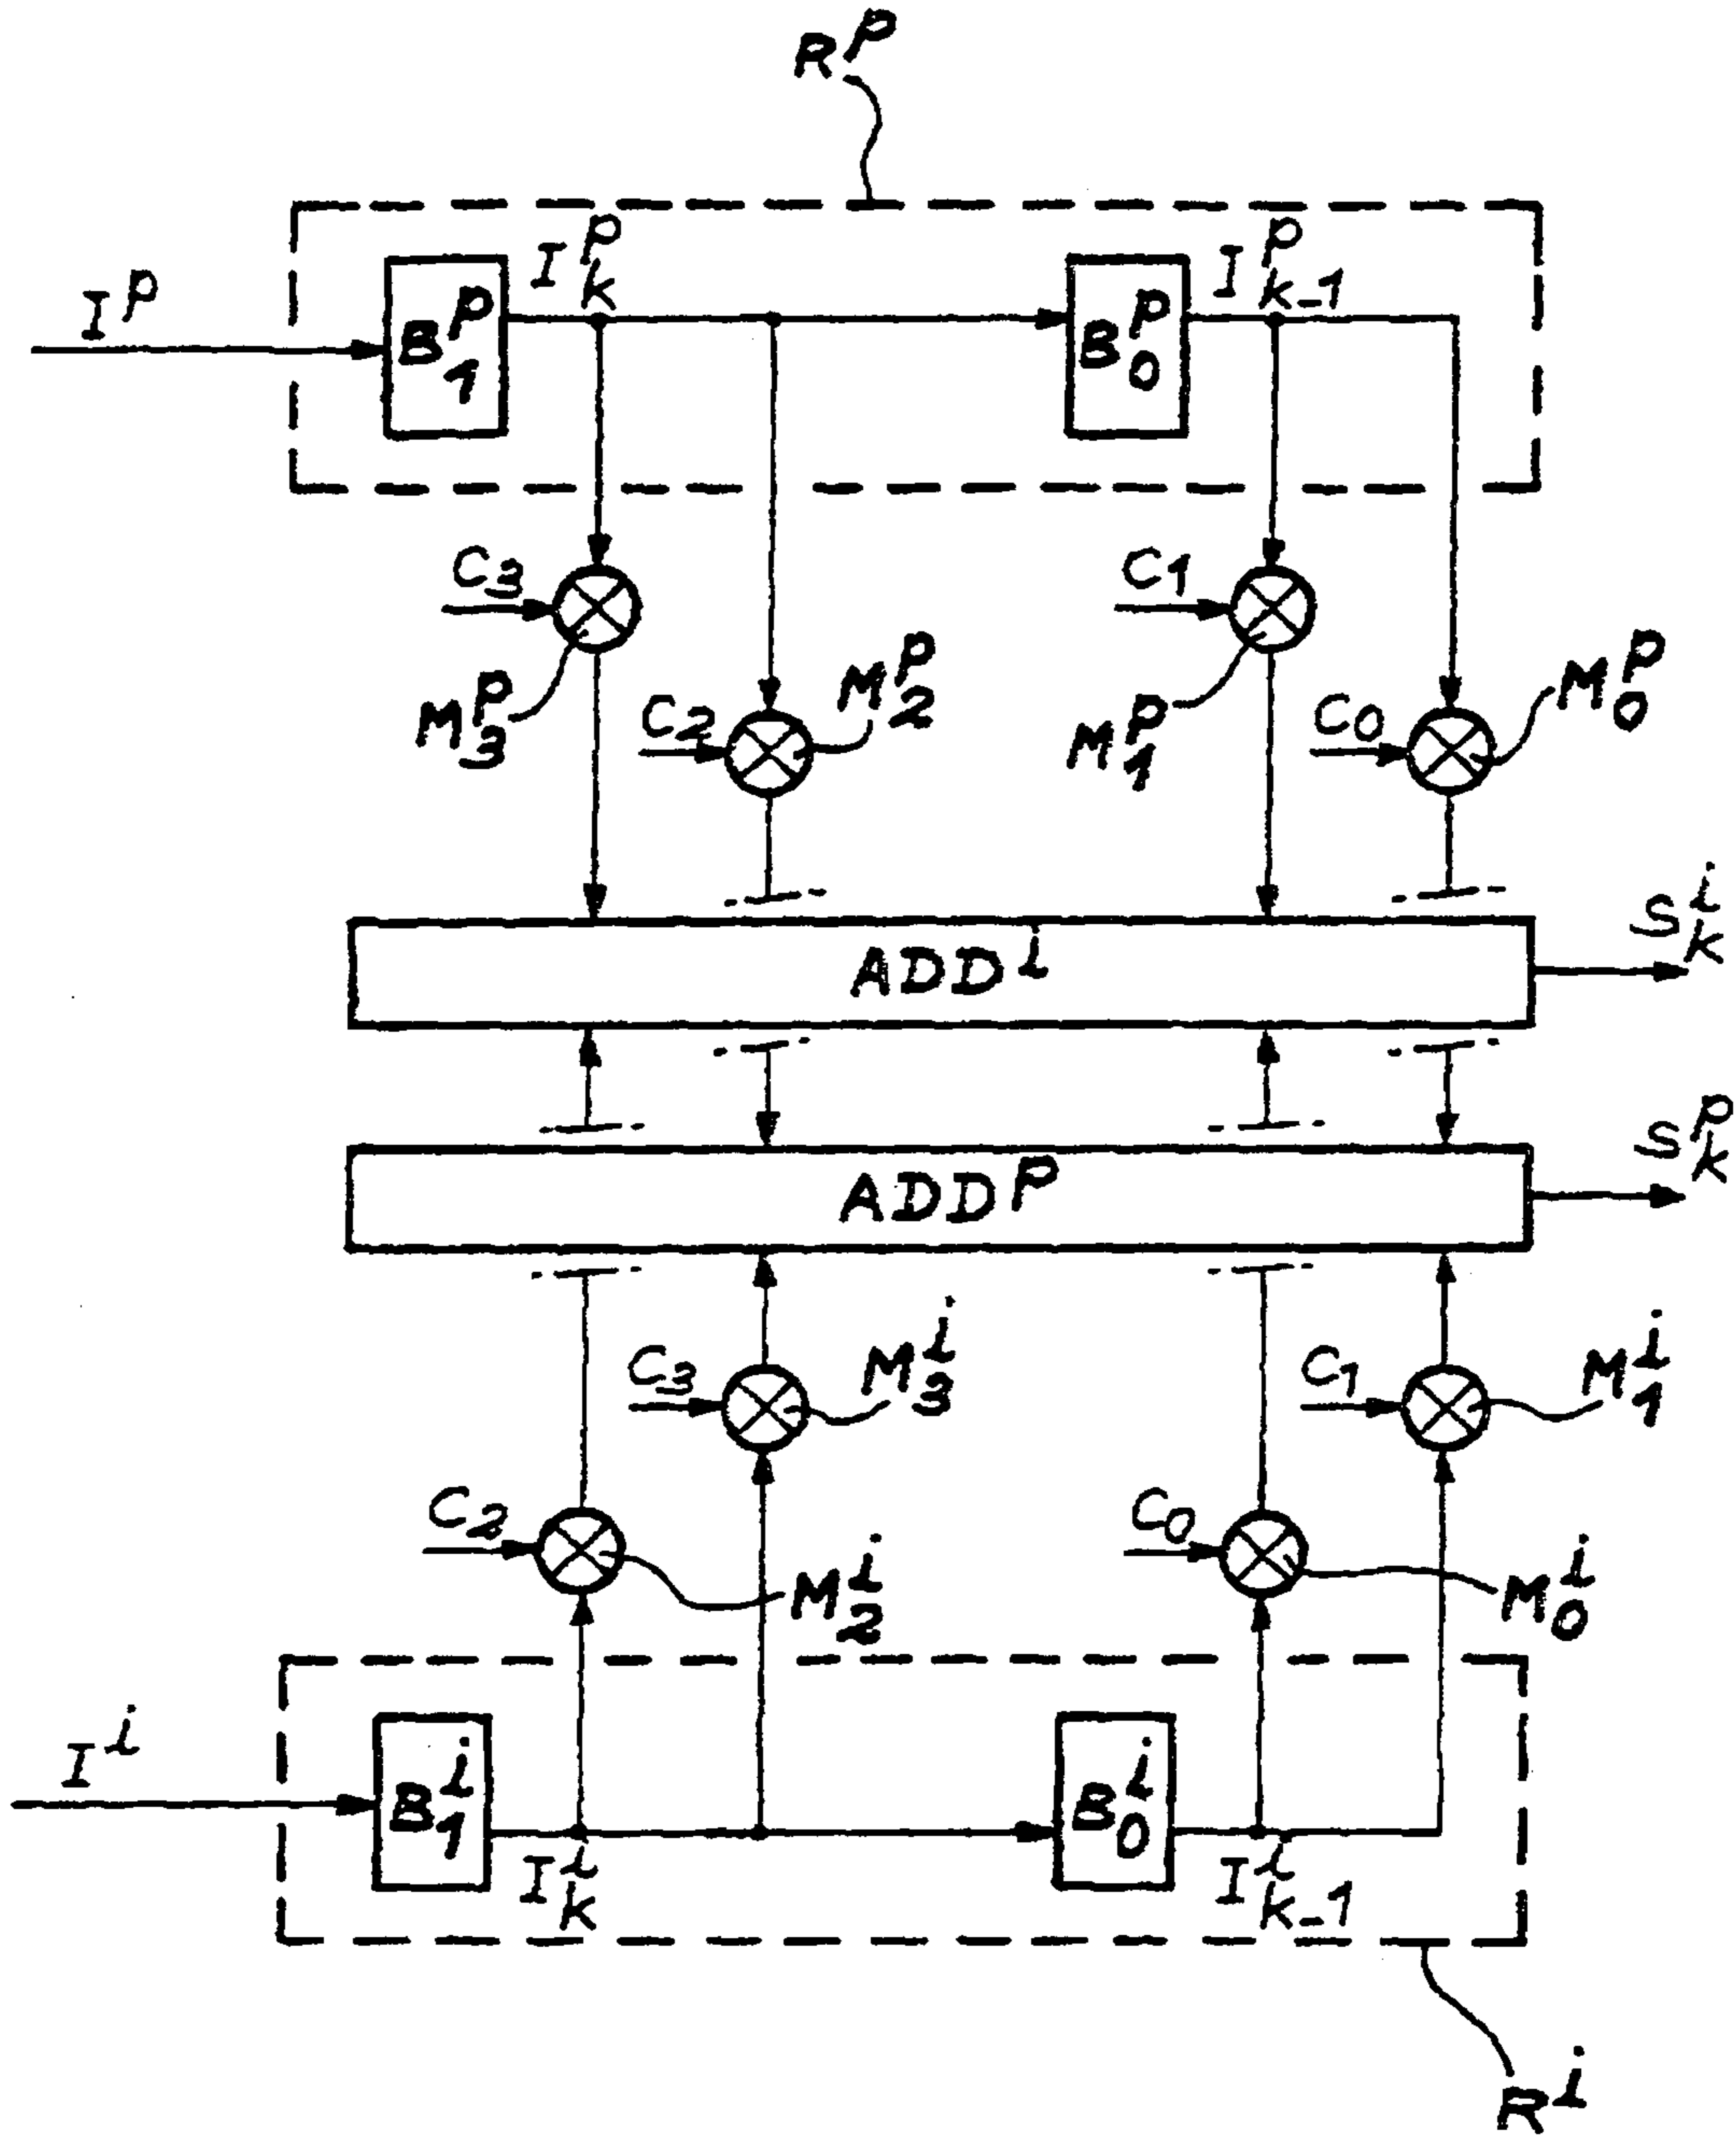 R^P
I^P
B^P_1
I^P_k
B^P_0
I^P_k-1
C3
M^P_3
C2
M^P_2
C1
M^P_1
C0
M^P_0
ADD^i
S^i_k
ADD^P
S^P_k
C3
M^i_3
C1
M^i_1
C2
M^i_2
C0
M^i_0
I^i
B^i_1
I^i_k
B^i_0
I^i_k-1
R^i